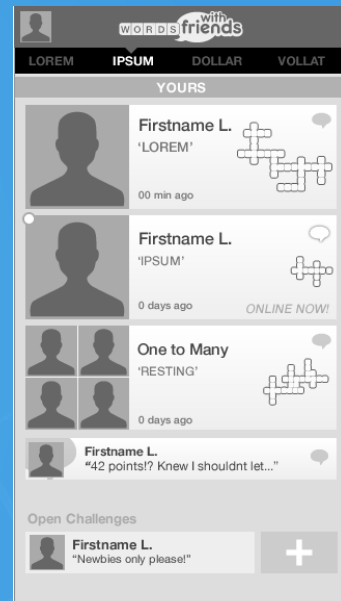 WORDS with friends
LOREM IPSUM DOLLAR VOLLAT
YOURS
Firstname L.
‘LOREM’
00 min ago
Firstname L.
‘IPSUM’
0 days ago
ONLINE NOW!
One to Many
‘RESTING’
0 days ago
Firstname L.
“42 points!? Knew I shouldnt let...”
Open Challenges
Firstname L.
“Newbies only please!”